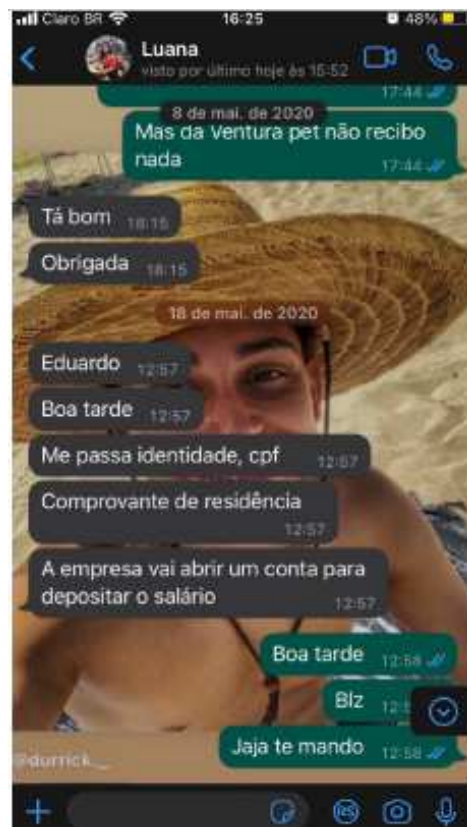 Claro BR 16:25 48%
Luana
visto por último hoje às 15:52
17:44
8 de mai. de 2020
Mas da Ventura pet não recibo
nada
17:44
Tá bom 18:15
Obrigada 18:15
18 de mai. de 2020
Eduardo 12:57
Boa tarde 12:57
Me passa identidade, cpf 12:57
Comprovante de residência
12:57
A empresa vai abrir um conta para
depositar o salário 12:57
Boa tarde 12:58
Blz
Jaja te mando 12:58
@durrick__
R$